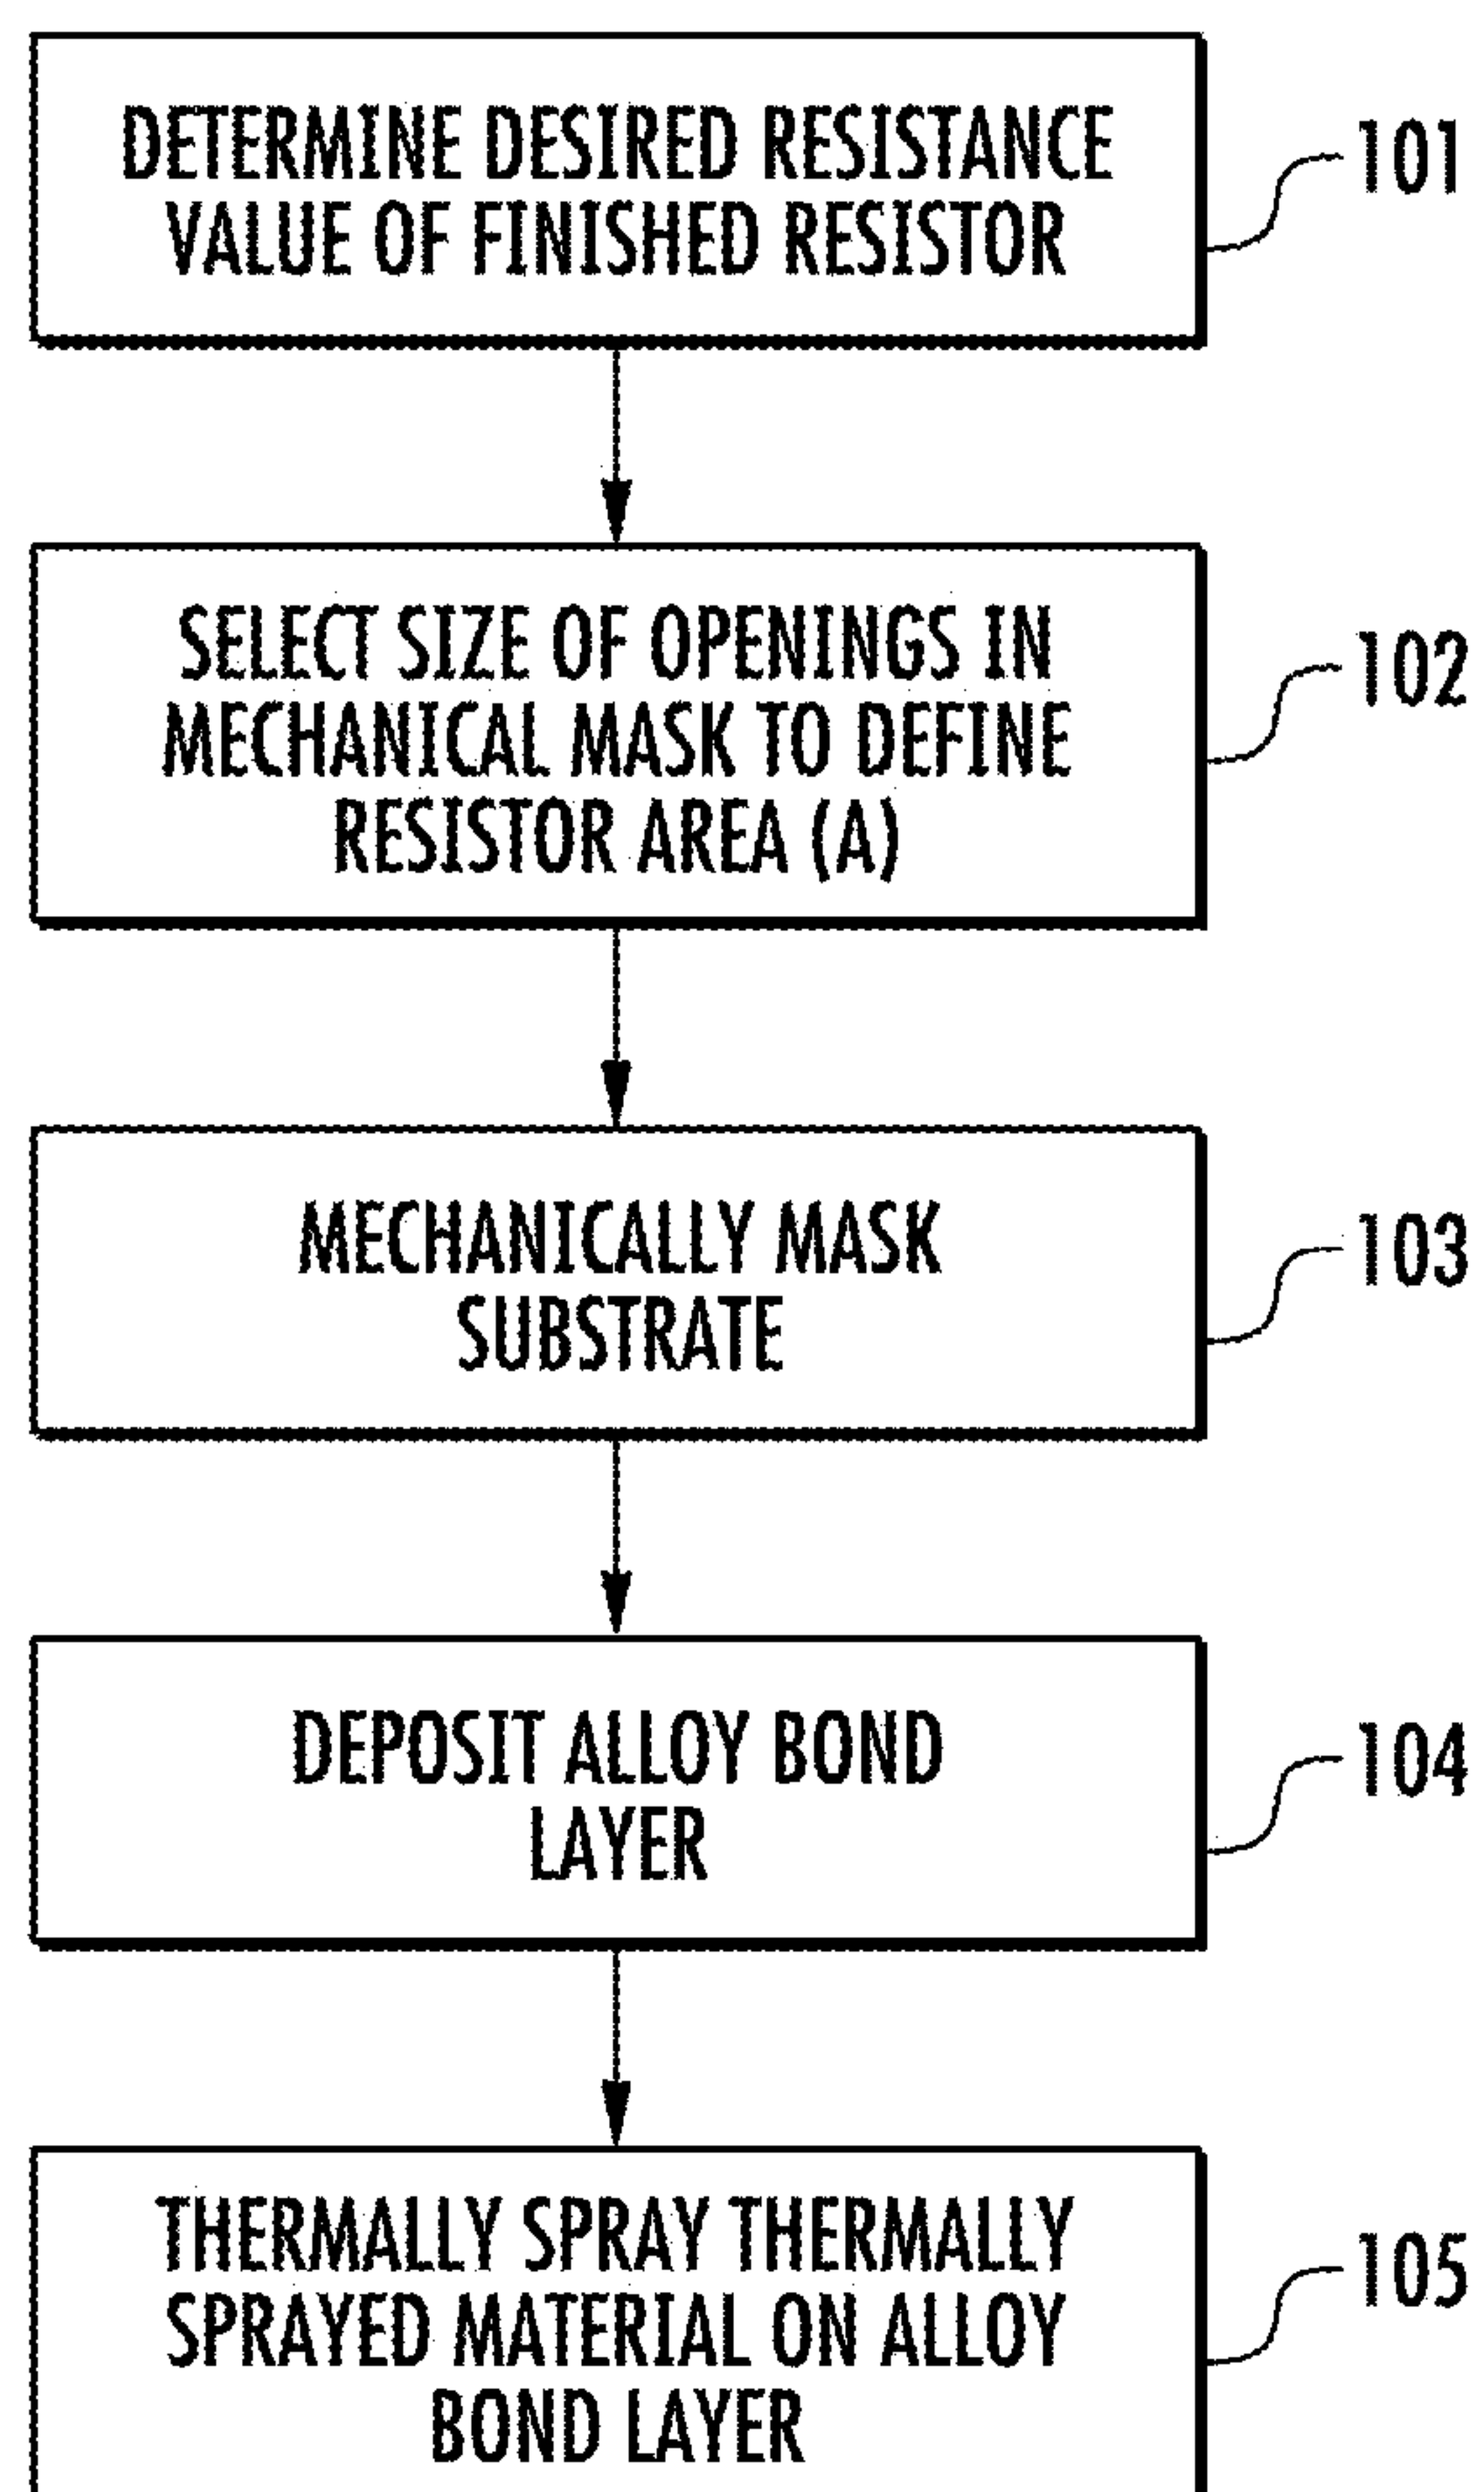 DETERMINE DESIRED RESISTANCE
VALUE OF FINISHED RESISTOR
101
SELECT SIZE OF OPENINGS IN
MECHANICAL MASK TO DEFINE
RESISTOR AREA (A)
102
MECHANICALLY MASK
SUBSTRATE
103
DEPOSIT ALLOY BOND
LAYER
104
THERMALLY SPRAY THERMALLY
SPRAYED MATERIAL ON ALLOY
BOND LAYER
105